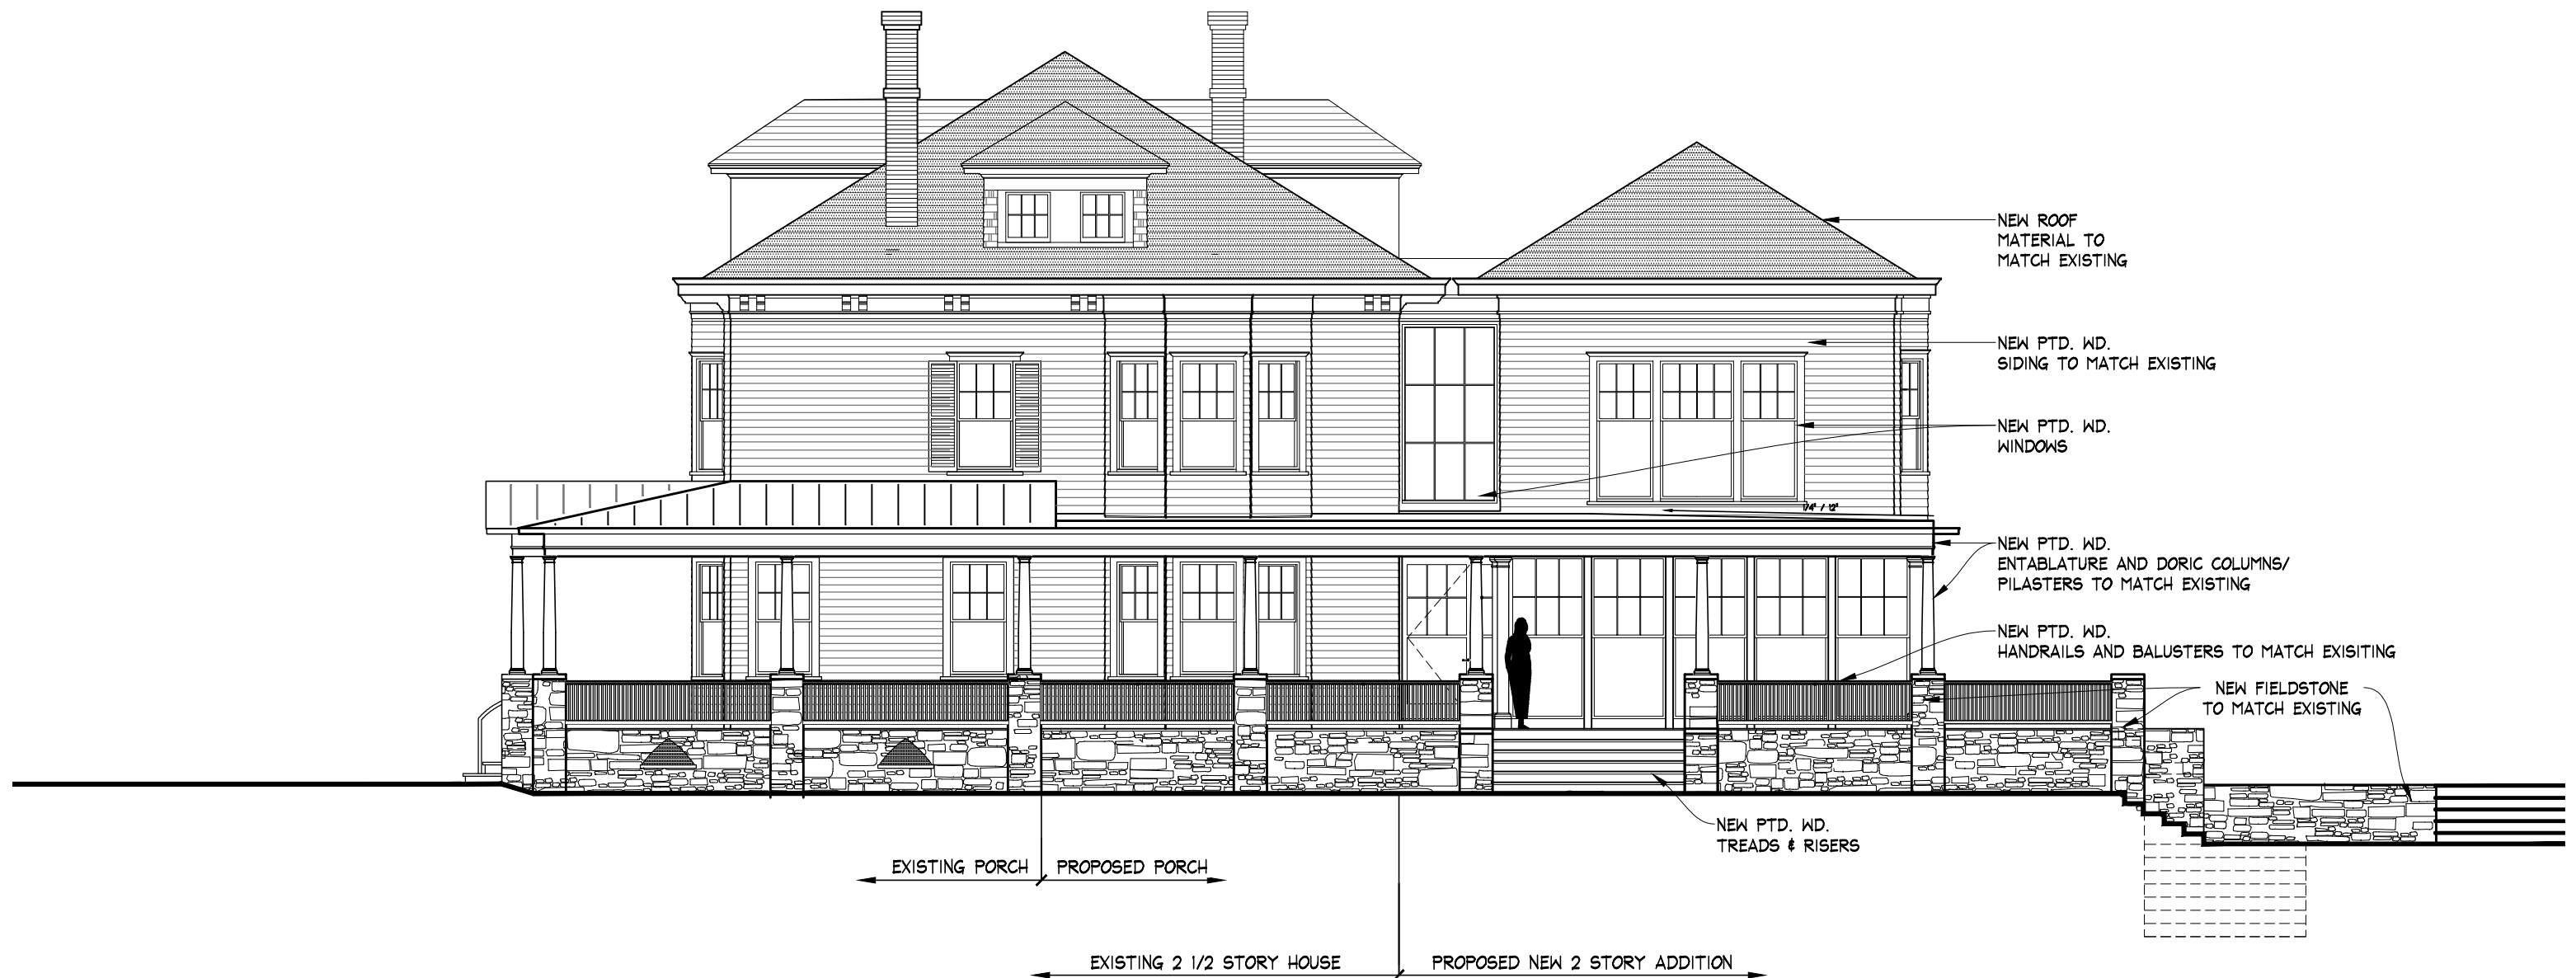 NEW ROOF
MATERIAL TO
MATCH EXISTING
NEW PTD. WD.
SIDING TO MATCH EXISTING
NEW PTD. WD.
WINDOWS
1/4" / 12"
NEW PTD. WD.
ENTABLATURE AND DORIC COLUMNS/
PILASTERS TO MATCH EXISTING
NEW PTD. WD.
HANDRAILS AND BALUSTERS TO MATCH EXISITING
NEW FIELDSTONE
TO MATCH EXISTING
NEW PTD. WD.
TREADS & RISERS
EXISTING PORCH
PROPOSED PORCH
EXISTING 2 1/2 STORY HOUSE
PROPOSED NEW 2 STORY ADDITION